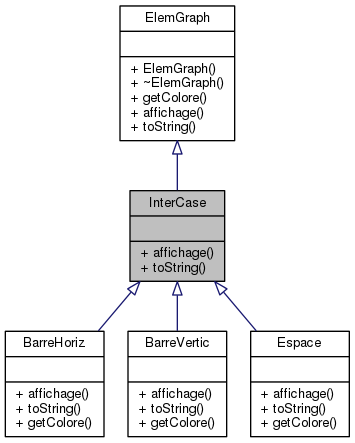 ElemGraph
+ ElemGraph()
+ ~ElemGraph()
+ getColore()
+ affichage()
+ toString()
InterCase
+ affichage()
+ toString()
BarreHoriz
+ affichage()
+ toString()
+ getColore()
BarreVertic
+ affichage()
+ toString()
+ getColore()
Espace
+ affichage()
+ toString()
+ getColore()